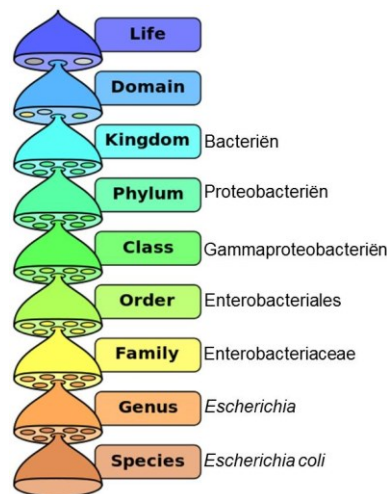 Life
Domain
Kingdom Bacteriën
Phylum Proteobacteriën
Class Gammaproteobacteriën
Order Enterobacteriales
Family Enterobacteriaceae
Genus Escherichia
Species Escherichia coli